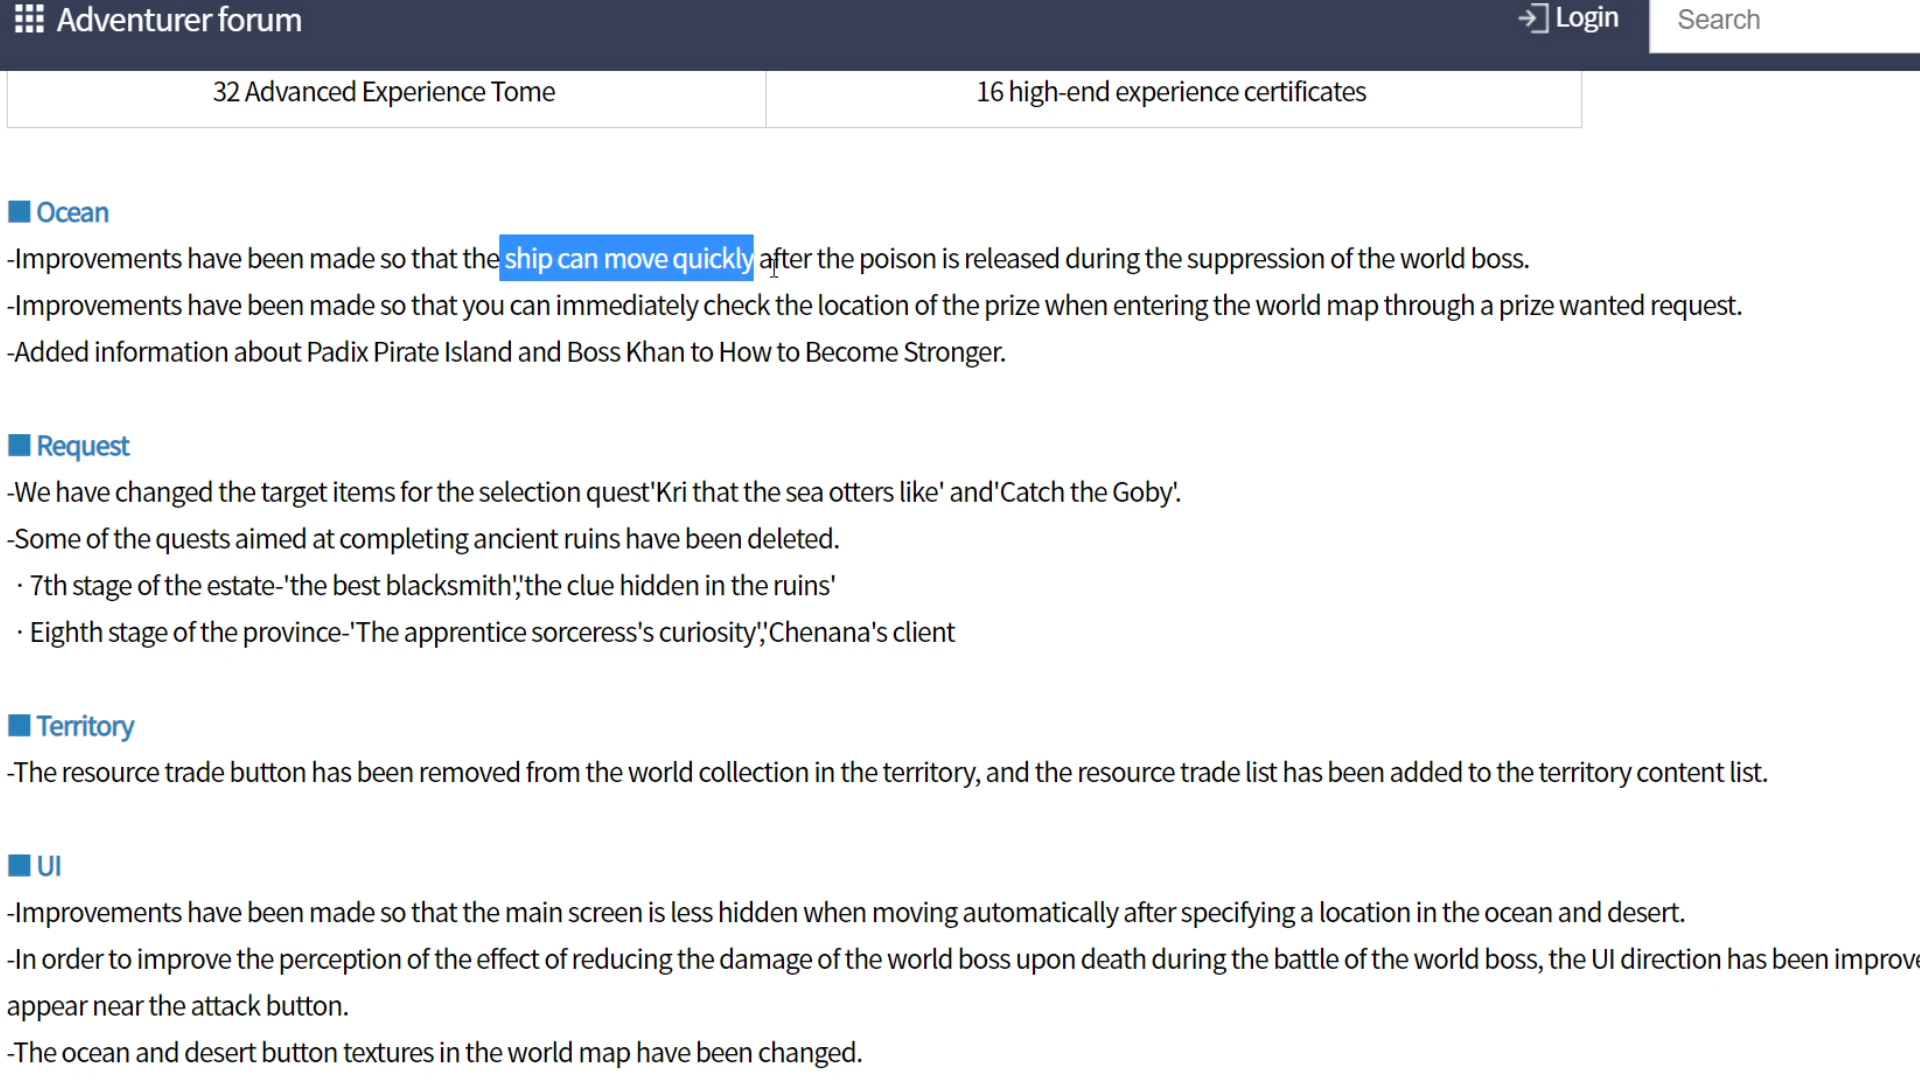 Adventurer forum
Login
Search
32 Advanced Experience Tome
16 high-end experience certificates
Ocean
-Improvements have been made so that the ship can move quickly after the poison is released during the suppression of the world boss.
-Improvements have been made so that you can immediately check the location of the prize when entering the world map through a prize wanted request.
-Added information about Padix Pirate Island and Boss Khan to How to Become Stronger.
Request
-We have changed the target items for the selection quest'Kri that the sea otters like' and'Catch the Goby'.
-Some of the quests aimed at completing ancient ruins have been deleted.
· 7th stage of the estate-'the best blacksmith','the clue hidden in the ruins'
· Eighth stage of the province-'The apprentice sorceress's curiosity','Chenana's client
Territory
-The resource trade button has been removed from the world collection in the territory, and the resource trade list has been added to the territory content list.
UI
-Improvements have been made so that the main screen is less hidden when moving automatically after specifying a location in the ocean and desert.
-In order to improve the perception of the effect of reducing the damage of the world boss upon death during the battle of the world boss, the UI direction has been improve
appear near the attack button.
-The ocean and desert button textures in the world map have been changed.